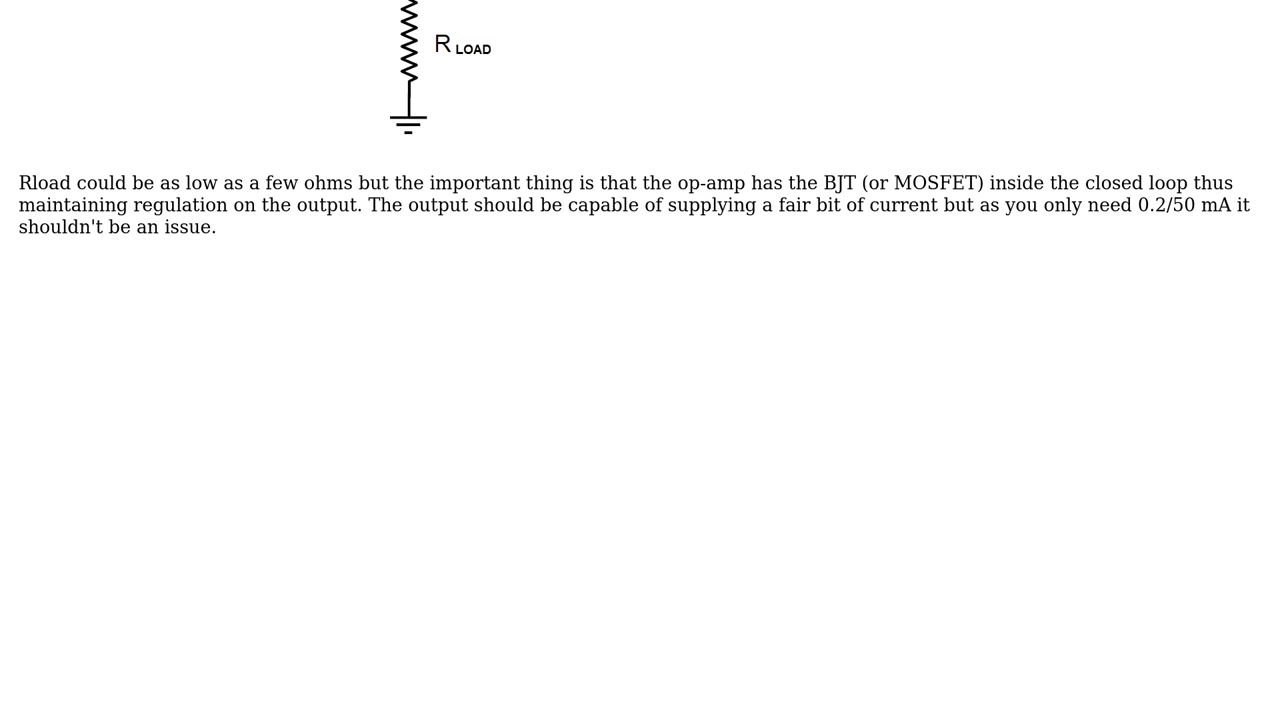 R LOAD
Rload could be as low as a few ohms but the important thing is that the op-amp has the BJT (or MOSFET) inside the closed loop thus
maintaining regulation on the output. The output should be capable of supplying a fair bit of current but as you only need 0.2/50 mA it
shouldn't be an issue.